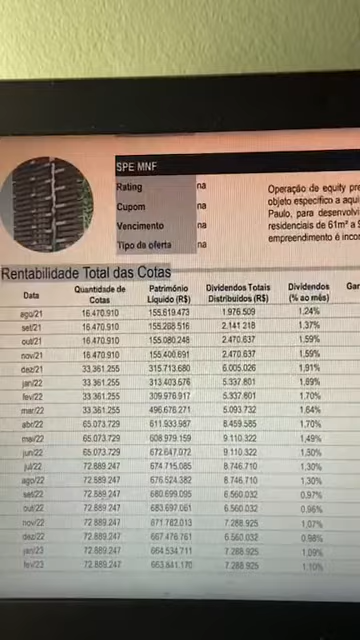 SPE MNF
Rating na
Cupom na
Vencimento na
Tipo da oferta na
Operação de equity pre
objeto específico a aqui
Paulo, para desenvolvi
residenciais de 61m² a 9
empreendimento é inco
Rentabilidade Total das Cotas
Data Quantidade de Cotas Patrimônio Líquido (R$) Dividendos Totais Distribuídos (R$) Dividendos (% ao mês) Gan
ago/21 16.470.910 155.619.473 1.976.509 1,24%
set/21 16.470.910 155.268.516 2.141.218 1,37%
out/21 16.470.910 155.080.248 2.470.637 1,59%
nov/21 16.470.910 155.400.691 2.470.637 1,59%
dez/21 33.361.255 315.713.680 6.005.026 1,91%
jan/22 33.361.255 313.403.576 5.337.801 1,69%
fev/22 33.361.255 309.976.917 5.337.801 1,70%
mar/22 33.361.255 496.676.271 5.093.732 1,64%
abr/22 65.073.729 611.933.987 8.459.585 1,70%
mai/22 65.073.729 608.979.159 9.110.322 1,49%
jun/22 65.073.729 672.647.072 9.110.322 1,50%
jul/22 72.889.247 674.715.085 8.746.710 1,30%
ago/22 72.889.247 676.524.382 8.746.710 1,30%
set/22 72.889.247 680.699.095 6.560.032 0,97%
out/22 72.889.247 683.697.061 6.560.032 0,96%
nov/22 72.889.247 671.762.013 7.288.925 1,07%
dez/22 72.889.247 667.476.761 6.560.032 0,98%
jan/23 72.889.247 664.534.711 7.288.925 1,09%
fev/23 72.889.247 663.841.170 7.288.925 1,10%